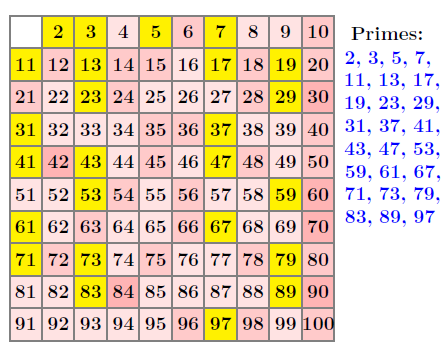 2 3 4 5 6 7 8 9 10
11 12 13 14 15 16 17 18 19 20
21 22 23 24 25 26 27 28 29 30
31 32 33 34 35 36 37 38 39 40
41 42 43 44 45 46 47 48 49 50
51 52 53 54 55 56 57 58 59 60
61 62 63 64 65 66 67 68 69 70
71 72 73 74 75 76 77 78 79 80
81 82 83 84 85 86 87 88 89 90
91 92 93 94 95 96 97 98 99 100
Primes:
2, 3, 5, 7,
11, 13, 17,
19, 23, 29,
31, 37, 41,
43, 47, 53,
59, 61, 67,
71, 73, 79,
83, 89, 97